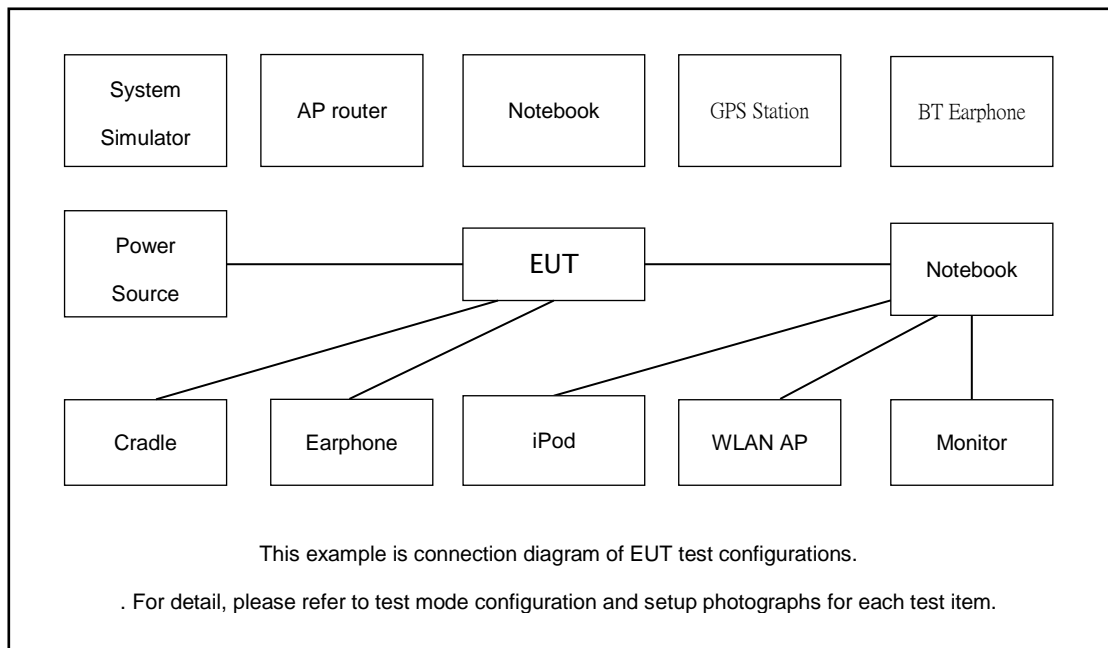 System
Simulator
AP router
Notebook
GPS Station
BT Earphone
Power
Source
EUT
Notebook
Cradle
Earphone
iPod
WLAN AP
Monitor
This example is connection diagram of EUT test configurations.
. For detail, please refer to test mode configuration and setup photographs for each test item.